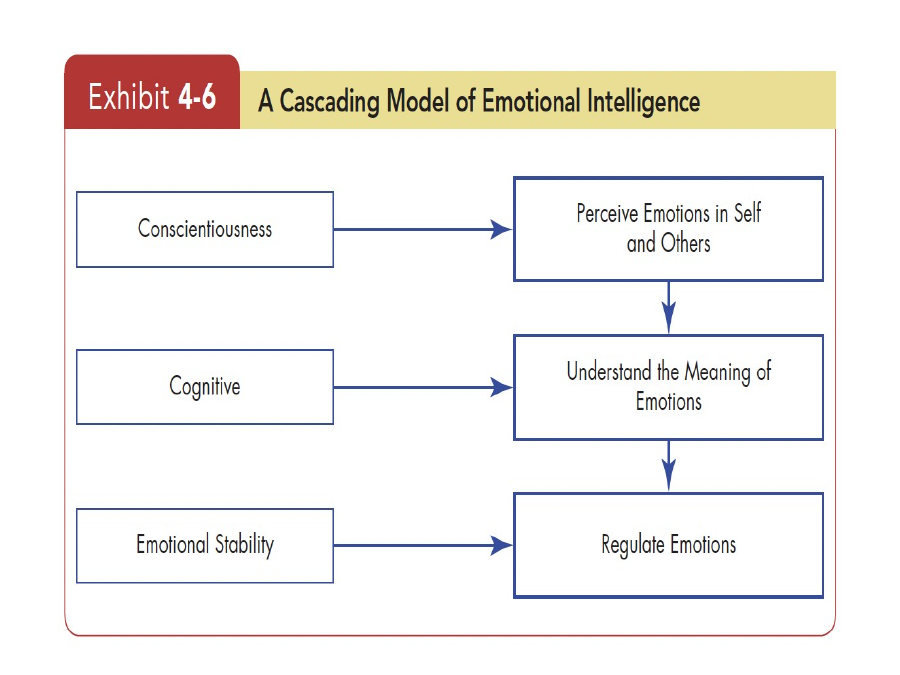 Exhibit 4-6
A Cascading Model of Emotional Intelligence
Conscientiousness
Perceive Emotions in Self
and Others
Cognitive
Understand the Meaning of
Emotions
Emotional Stability
Regulate Emotions